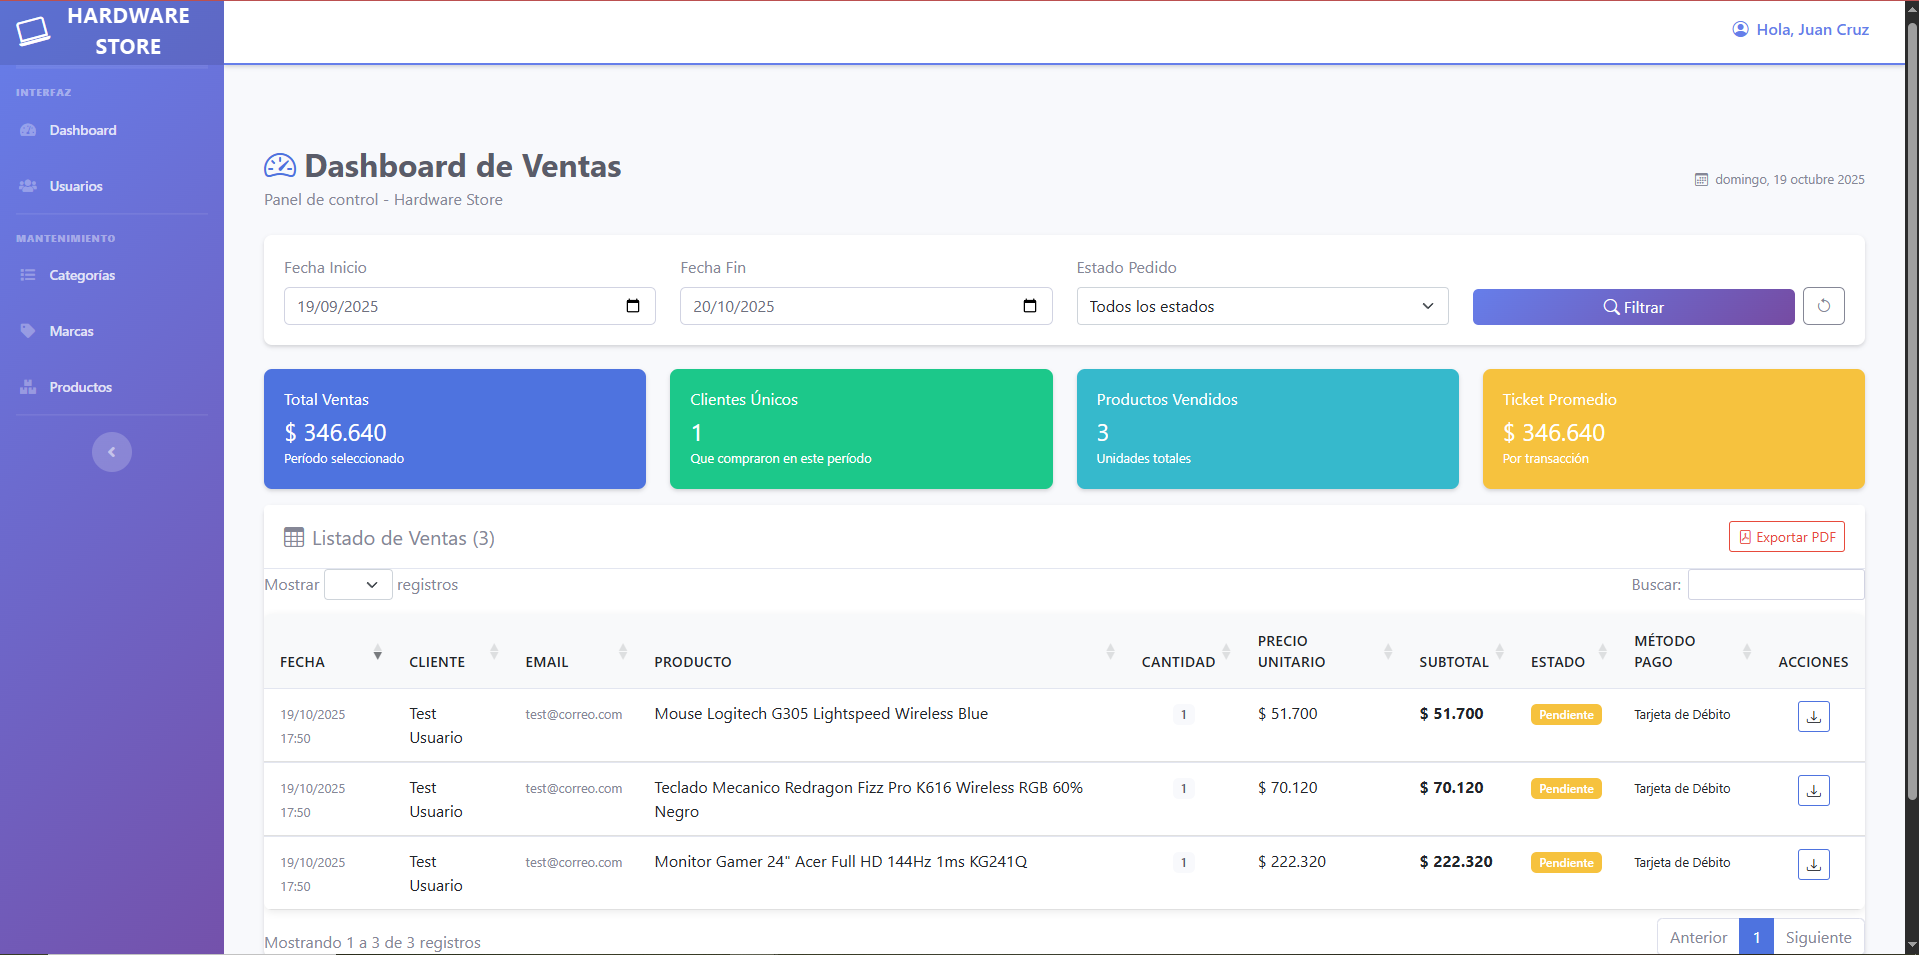 HARDWARE
STORE
Hola, Juan Cruz
INTERFAZ
Dashboard
Usuarios
MANTENIMIENTO
Categorías
Marcas
Productos
Dashboard de Ventas
Panel de control - Hardware Store
domingo, 19 octubre 2025
Fecha Inicio
Fecha Fin
Estado Pedido
19/09/2025
20/10/2025
Todos los estados
Filtrar
Total Ventas
$ 346.640
Período seleccionado
Clientes Únicos
1
Que compraron en este período
Productos Vendidos
3
Unidades totales
Ticket Promedio
$ 346.640
Por transacción
Listado de Ventas (3)
Exportar PDF
Mostrar registros
Buscar:
FECHA CLIENTE EMAIL PRODUCTO CANTIDAD PRECIO UNITARIO SUBTOTAL ESTADO MÉTODO PAGO ACCIONES
19/10/2025 17:50 Test Usuario test@correo.com Mouse Logitech G305 Lightspeed Wireless Blue 1 $ 51.700 $ 51.700 Pendiente Tarjeta de Débito
19/10/2025 17:50 Test Usuario test@correo.com Teclado Mecanico Redragon Fizz Pro K616 Wireless RGB 60% Negro 1 $ 70.120 $ 70.120 Pendiente Tarjeta de Débito
19/10/2025 17:50 Test Usuario test@correo.com Monitor Gamer 24" Acer Full HD 144Hz 1ms KG241Q 1 $ 222.320 $ 222.320 Pendiente Tarjeta de Débito
Mostrando 1 a 3 de 3 registros
Anterior 1 Siguiente